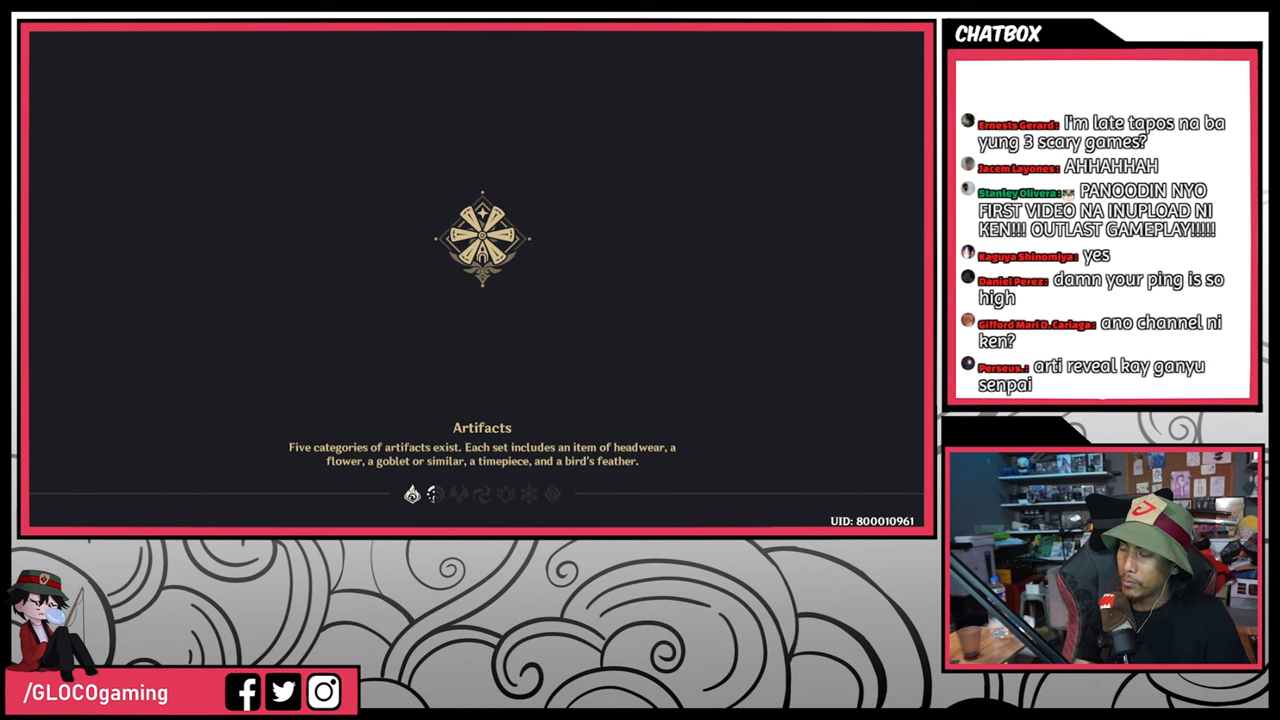 CHATBOX
Ernests Gerard: I'm late tapos na ba
yung 3 scary games?
Jacem Layones: AHHAHHAH
Stanley Olivera: PANOODIN NYO
FIRST VIDEO NA INUPLOAD NI
KEN!!! OUTLAST GAMEPLAY!!!!!
Kaguya Shinomiya: yes
Daniel Perez: damn your ping is so
high
Gifford Mari D. Cariaga: ano channel ni
ken?
Perseus.: arti reveal kay ganyu
senpai
Artifacts
Five categories of artifacts exist. Each set includes an item of headwear, a
flower, a goblet or similar, a timepiece, and a bird's feather.
UID: 800010961
/GLOCOgaming